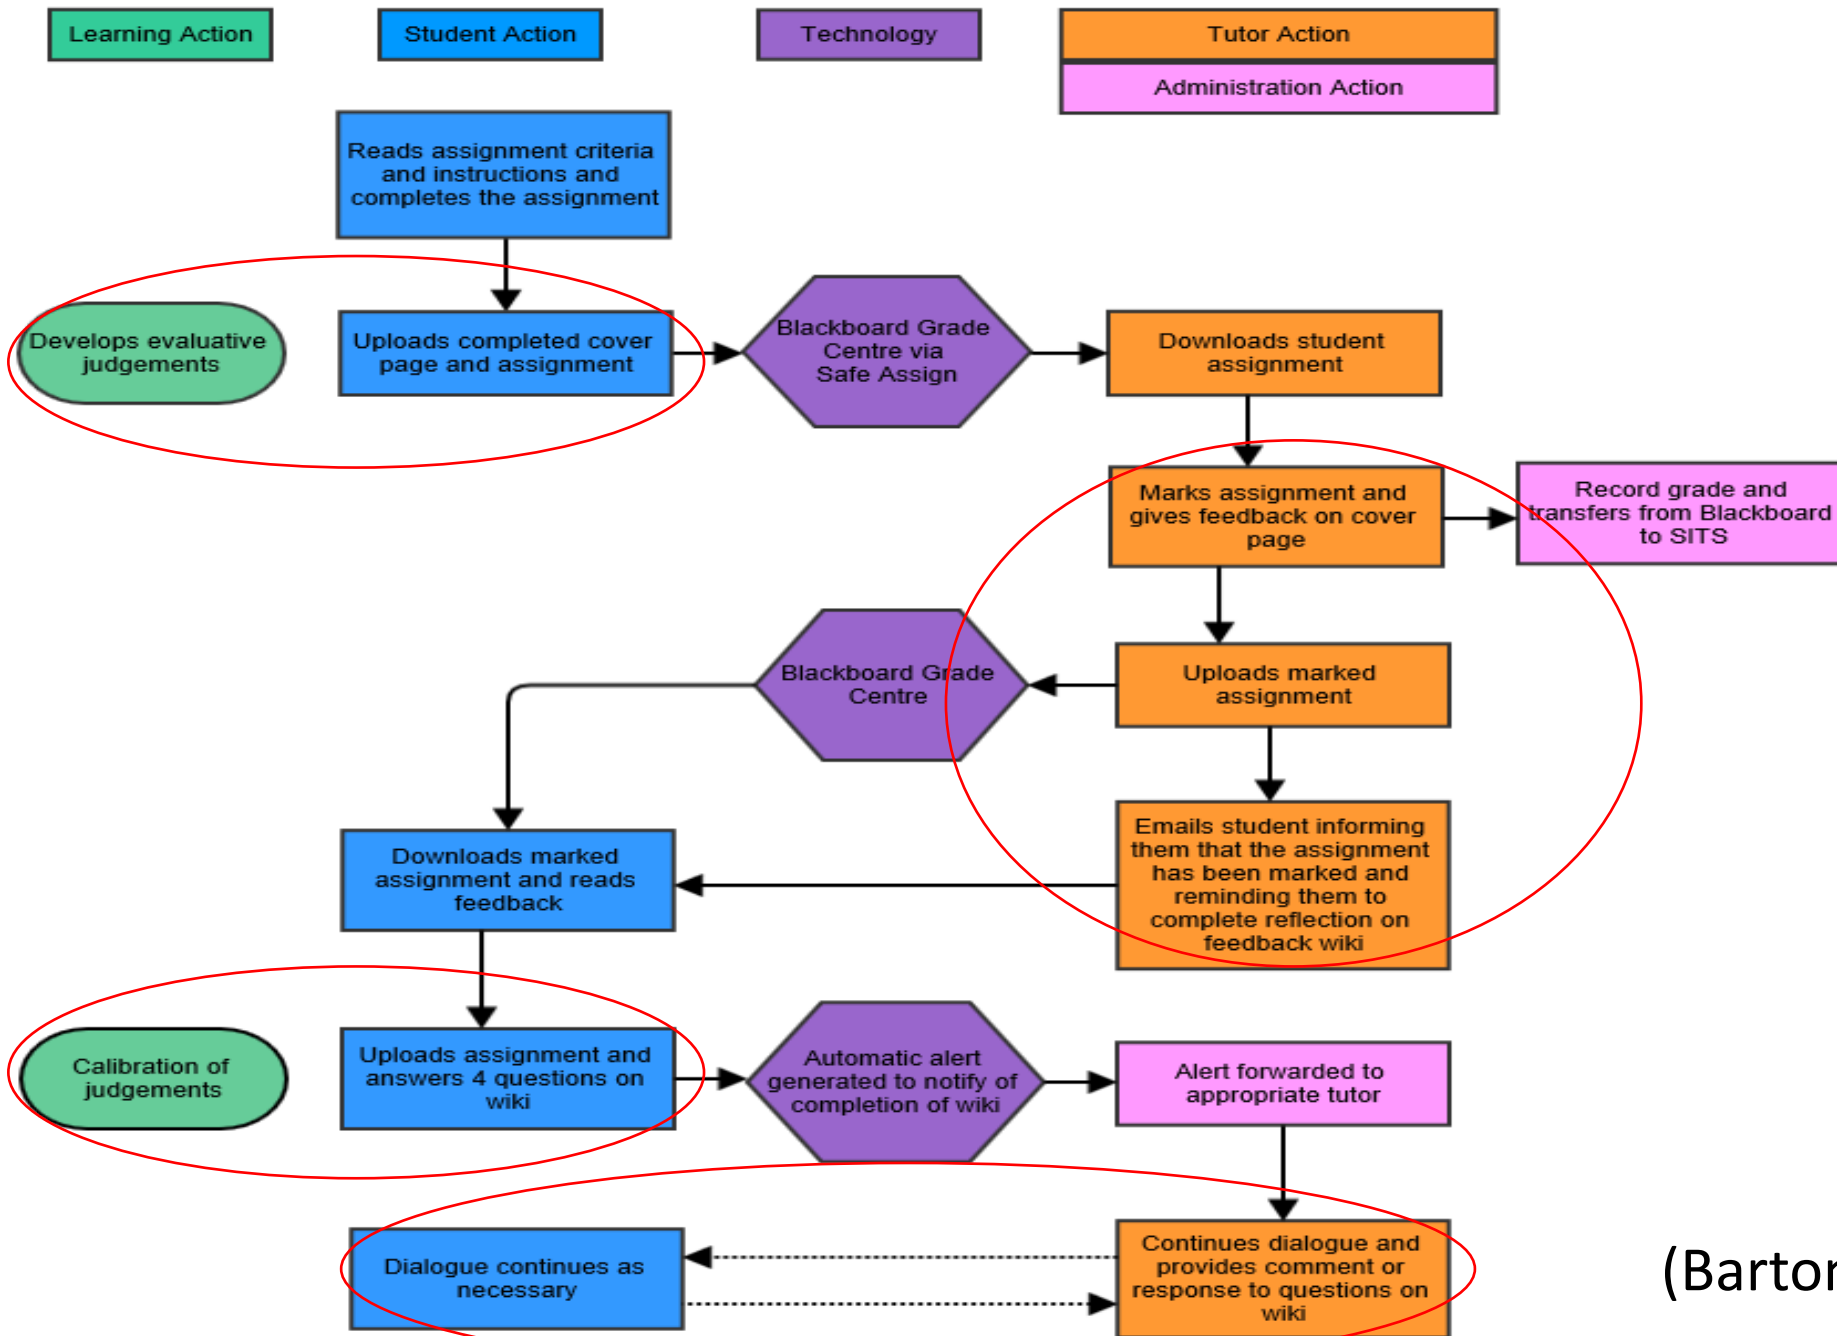 Learning Action
Student Action
Technology
Tutor Action
Administration Action
Reads assignment criteria
and instructions and
completes the assignment
Develops evaluative
judgements
Uploads completed cover
page and assignment
Blackboard Grade
Centre via
Safe Assign
Downloads student
assignment
Marks assignment and
gives feedback on cover
page
Record grade and
transfers from Blackboard
to SITS
Blackboard Grade
Centre
Uploads marked
assignment
Downloads marked
assignment and reads
feedback
Emails student informing
them that the assignment
has been marked and
reminding them to
complete reflection on
feedback wiki
Calibration of
judgements
Uploads assignment and
answers 4 questions on
wiki
Automatic alert
generated to notify of
completion of wiki
Alert forwarded to
appropriate tutor
Dialogue continues as
necessary
Continues dialogue and
provides comment or
response to questions on
wiki